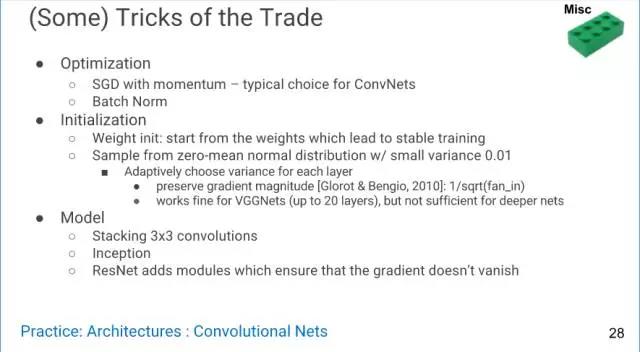 (Some) Tricks of the Trade
Misc
● Optimization
○ SGD with momentum – typical choice for ConvNets
○ Batch Norm
● Initialization
○ Weight init: start from the weights which lead to stable training
○ Sample from zero-mean normal distribution w/ small variance 0.01
■ Adaptively choose variance for each layer
● preserve gradient magnitude [Glorot & Bengio, 2010]: 1/sqrt(fan_in)
● works fine for VGGNets (up to 20 layers), but not sufficient for deeper nets
● Model
○ Stacking 3x3 convolutions
○ Inception
○ ResNet adds modules which ensure that the gradient doesn't vanish
Practice: Architectures : Convolutional Nets
28